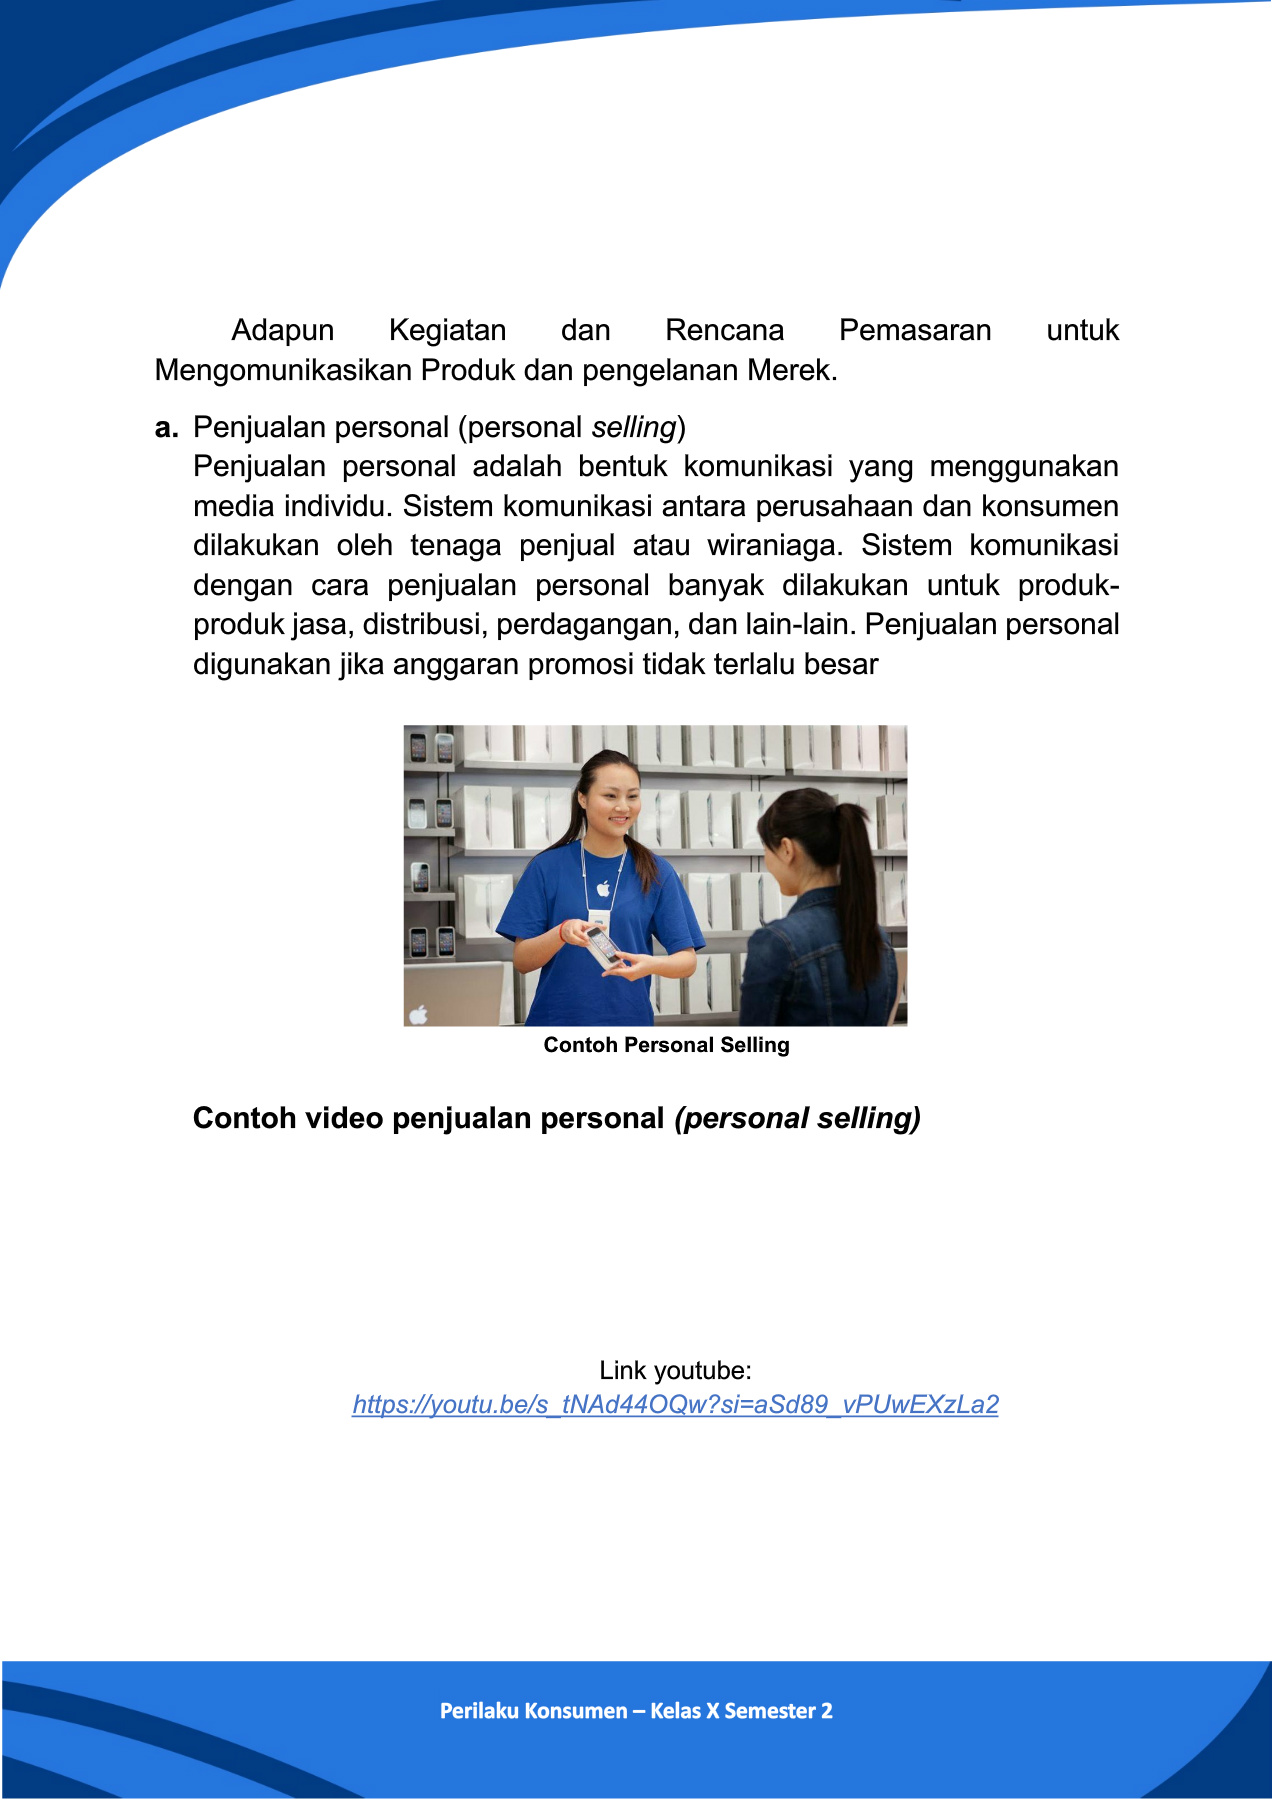 Adapun Kegiatan dan Rencana Pemasaran untuk
Mengomunikasikan Produk dan pengelanan Merek.
a. Penjualan personal (personal selling)
Penjualan personal adalah bentuk komunikasi yang menggunakan
media individu. Sistem komunikasi antara perusahaan dan konsumen
dilakukan oleh tenaga penjual atau wiraniaga. Sistem komunikasi
dengan cara penjualan personal banyak dilakukan untuk produk-
produk jasa, distribusi, perdagangan, dan lain-lain. Penjualan personal
digunakan jika anggaran promosi tidak terlalu besar
Contoh Personal Selling
Contoh video penjualan personal (personal selling)
Link youtube:
https://youtu.be/s_tNAd44OQw?si=aSd89_vPUwEXzLa2
Perilaku Konsumen – Kelas X Semester 2